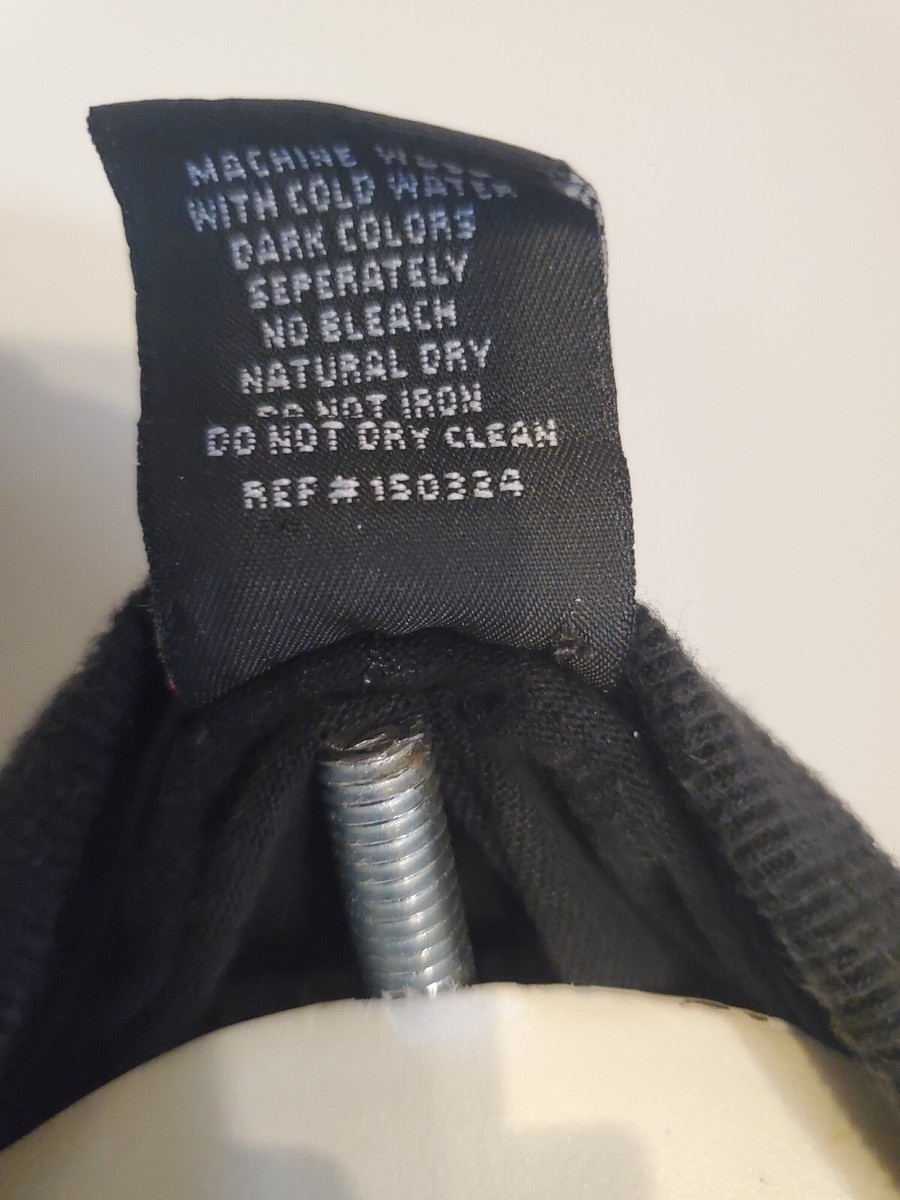 MACHINE WASH
WITH COLD WATER
DARK COLORS
SEPERATELY
NO BLEACH
NATURAL DRY
DO NOT IRON
DO NOT DRY CLEAN
REF#150324